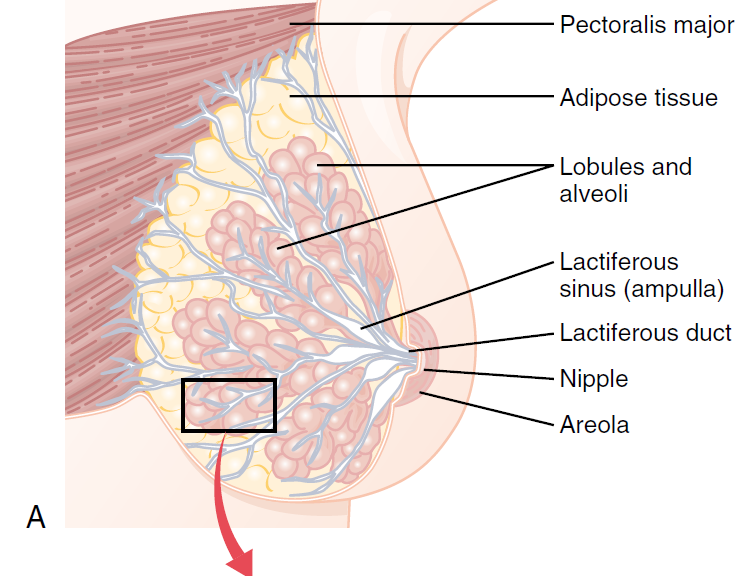 Pectoralis major
Adipose tissue
Lobules and
alveoli
Lactiferous
sinus (ampulla)
Lactiferous duct
Nipple
Areola
A